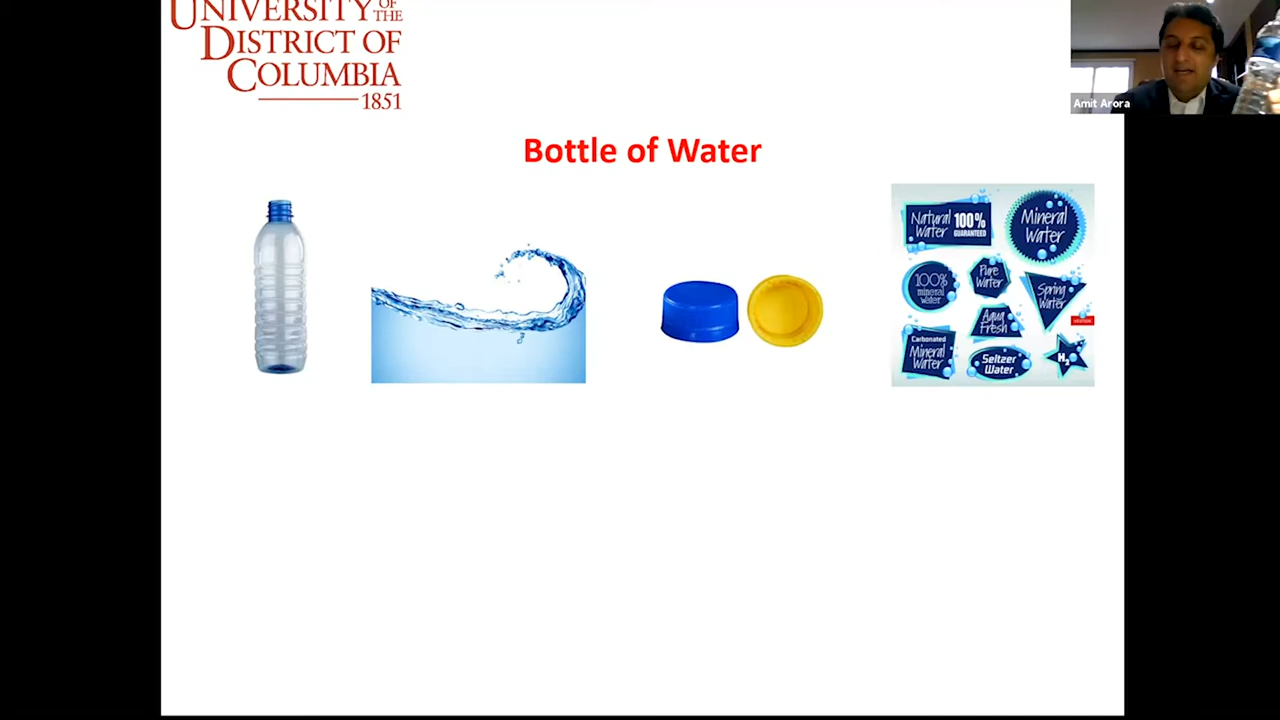 UNIVERSITY OF THE
DISTRICT OF
COLUMBIA
1851
Amit Arora
Bottle of Water
Natural Water 100% GUARANTEED
Mineral Water
100% mineral water
Pure Water
Spring Water
Aqua Fresh
Carbonated Mineral Water
Seltzer Water
H2